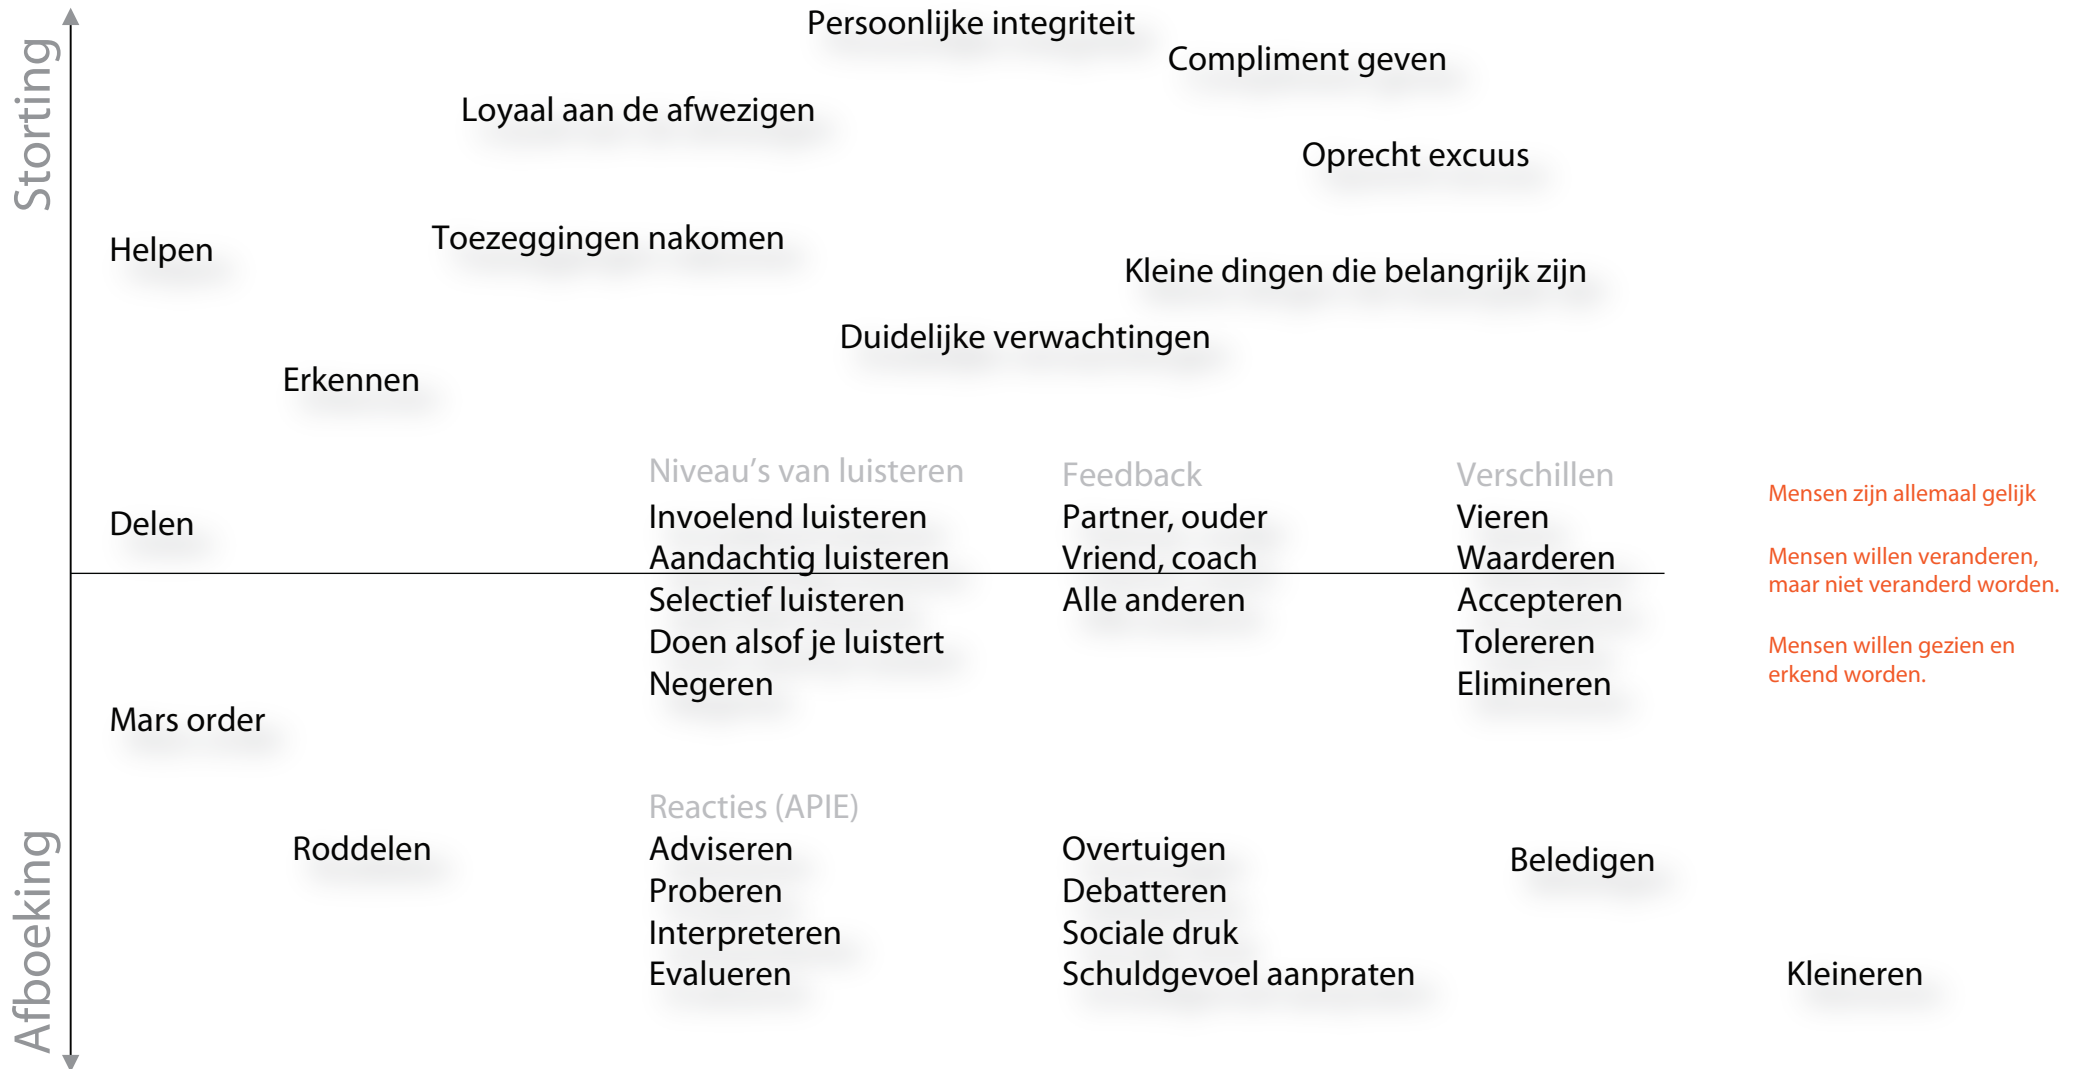 Storting
Persoonlijke integriteit
Compliment geven
Loyaal aan de afwezigen
Oprecht excuus
Helpen
Toezeggingen nakomen
Kleine dingen die belangrijk zijn
Duidelijke verwachtingen
Erkennen
Delen
Niveau's van luisteren
Invoelend luisteren
Aandachtig luisteren
Selectief luisteren
Doen alsof je luistert
Negeren
Feedback
Partner, ouder
Vriend, coach
Alle anderen
Verschillen
Vieren
Waarderen
Accepteren
Tolereren
Elimineren
Mensen zijn allemaal gelijk
Mensen willen veranderen,
maar niet veranderd worden.
Mensen willen gezien en
erkend worden.
Mars order
Afboeking
Roddelen
Reacties (APIE)
Adviseren
Proberen
Interpreteren
Evalueren
Overtuigen
Debatteren
Sociale druk
Schuldgevoel aanpraten
Beledigen
Kleineren